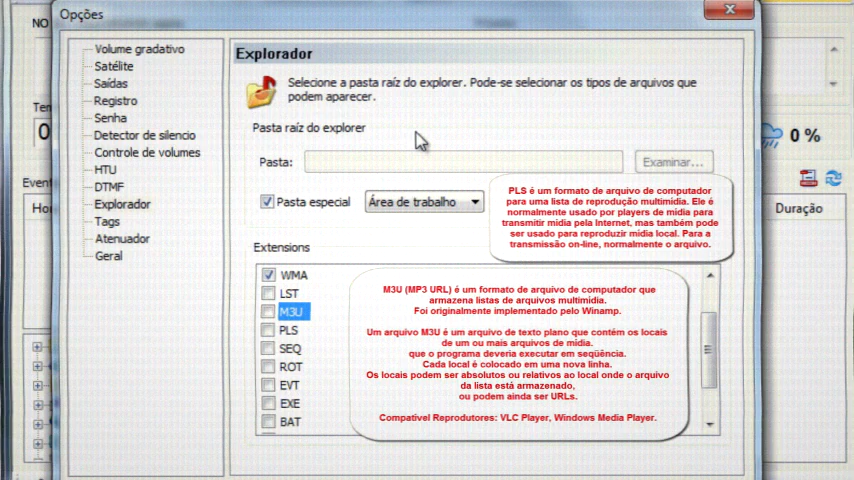 Opções
NO
Volume gradativo
Satélite
Saídas
Registro
Senha
Detector de silencio
Controle de volumes
HTU
DTMF
Explorador
Tags
Atenuador
Geral
Explorador
Selecione a pasta raíz do explorer. Pode-se selecionar os tipos de arquivos que
podem aparecer.
Pasta raíz do explorer
Pasta:
Examinar...
Pasta especial
Área de trabalho
0 %
Duração
PLS é um formato de arquivo de computador
para uma lista de reprodução multimídia. Ele é
normalmente usado por players de mídia para
transmitir mídia pela Internet, mas também pode
ser usado para reproduzir mídia local. Para a
transmissão on-line, normalmente o arquivo.
Extensions
WMA
LST
M3U
PLS
SEQ
ROT
EVT
EXE
BAT
M3U (MP3 URL) é um formato de arquivo de computador que
armazena listas de arquivos multimídia.
Foi originalmente implementado pelo Winamp.
Um arquivo M3U é um arquivo de texto plano que contém os locais
de um ou mais arquivos de mídia.
que o programa deveria executar em seqüência.
Cada local é colocado em uma nova linha.
Os locais podem ser absolutos ou relativos ao local onde o arquivo
da lista está armazenado,
ou podem ainda ser URLs.
Compativel Reprodutores: VLC Player, Windows Media Player.